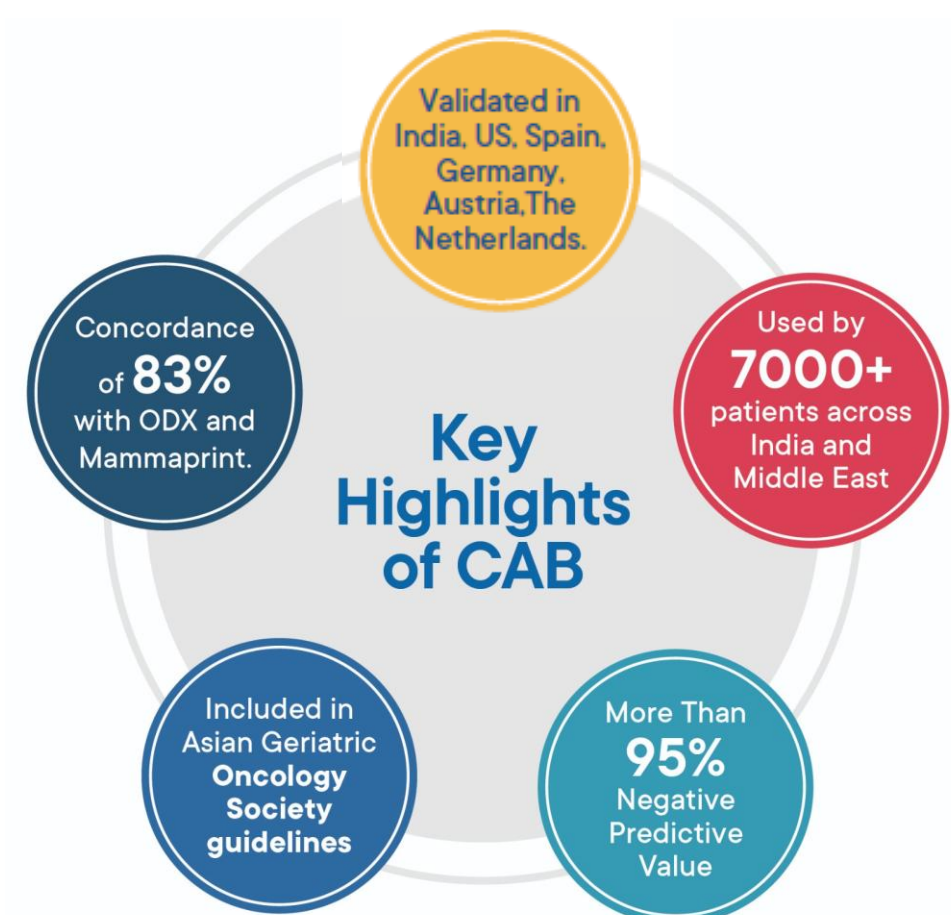 Validated in
India, US, Spain,
Germany,
Austria,The
Netherlands.
Concordance
of 83%
with ODX and
Mammaprint.
Used by
7000+
patients across
India and
Middle East
Key
Highlights
of CAB
Included in
Asian Geriatric
Oncology
Society
guidelines
More Than
95%
Negative
Predictive
Value